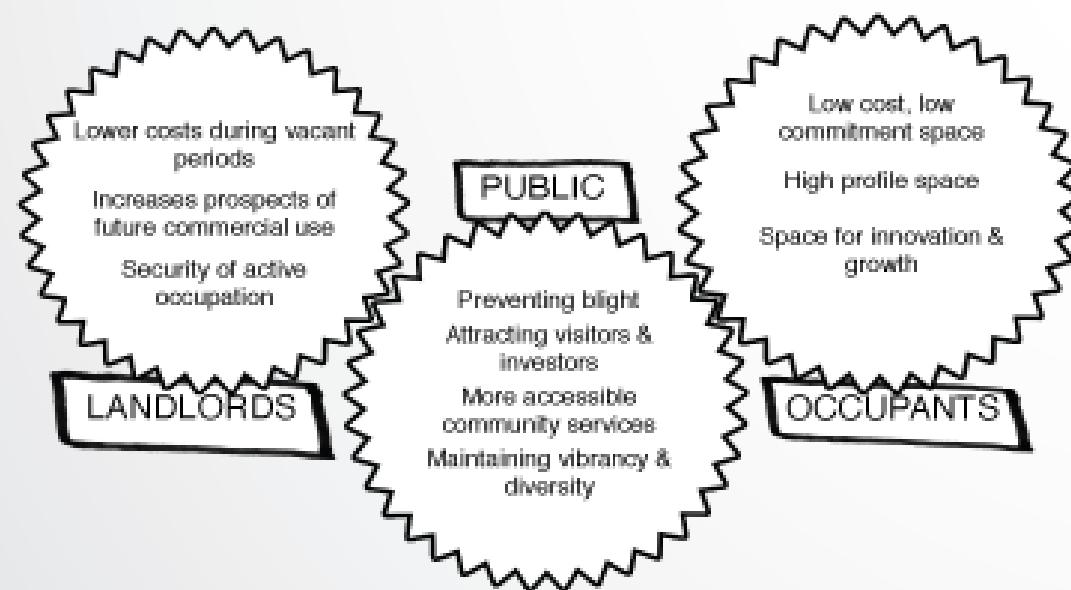 Lower costs during vacant
periods
Increases prospects of
future commercial use
Security of active
occupation
LANDLORDS
PUBLIC
Preventing blight
Attracting visitors &
investors
More accessible
community services
Maintaining vibrancy &
diversity
Low cost, low
commitment space
High profile space
Space for innovation &
growth
OCCUPANTS